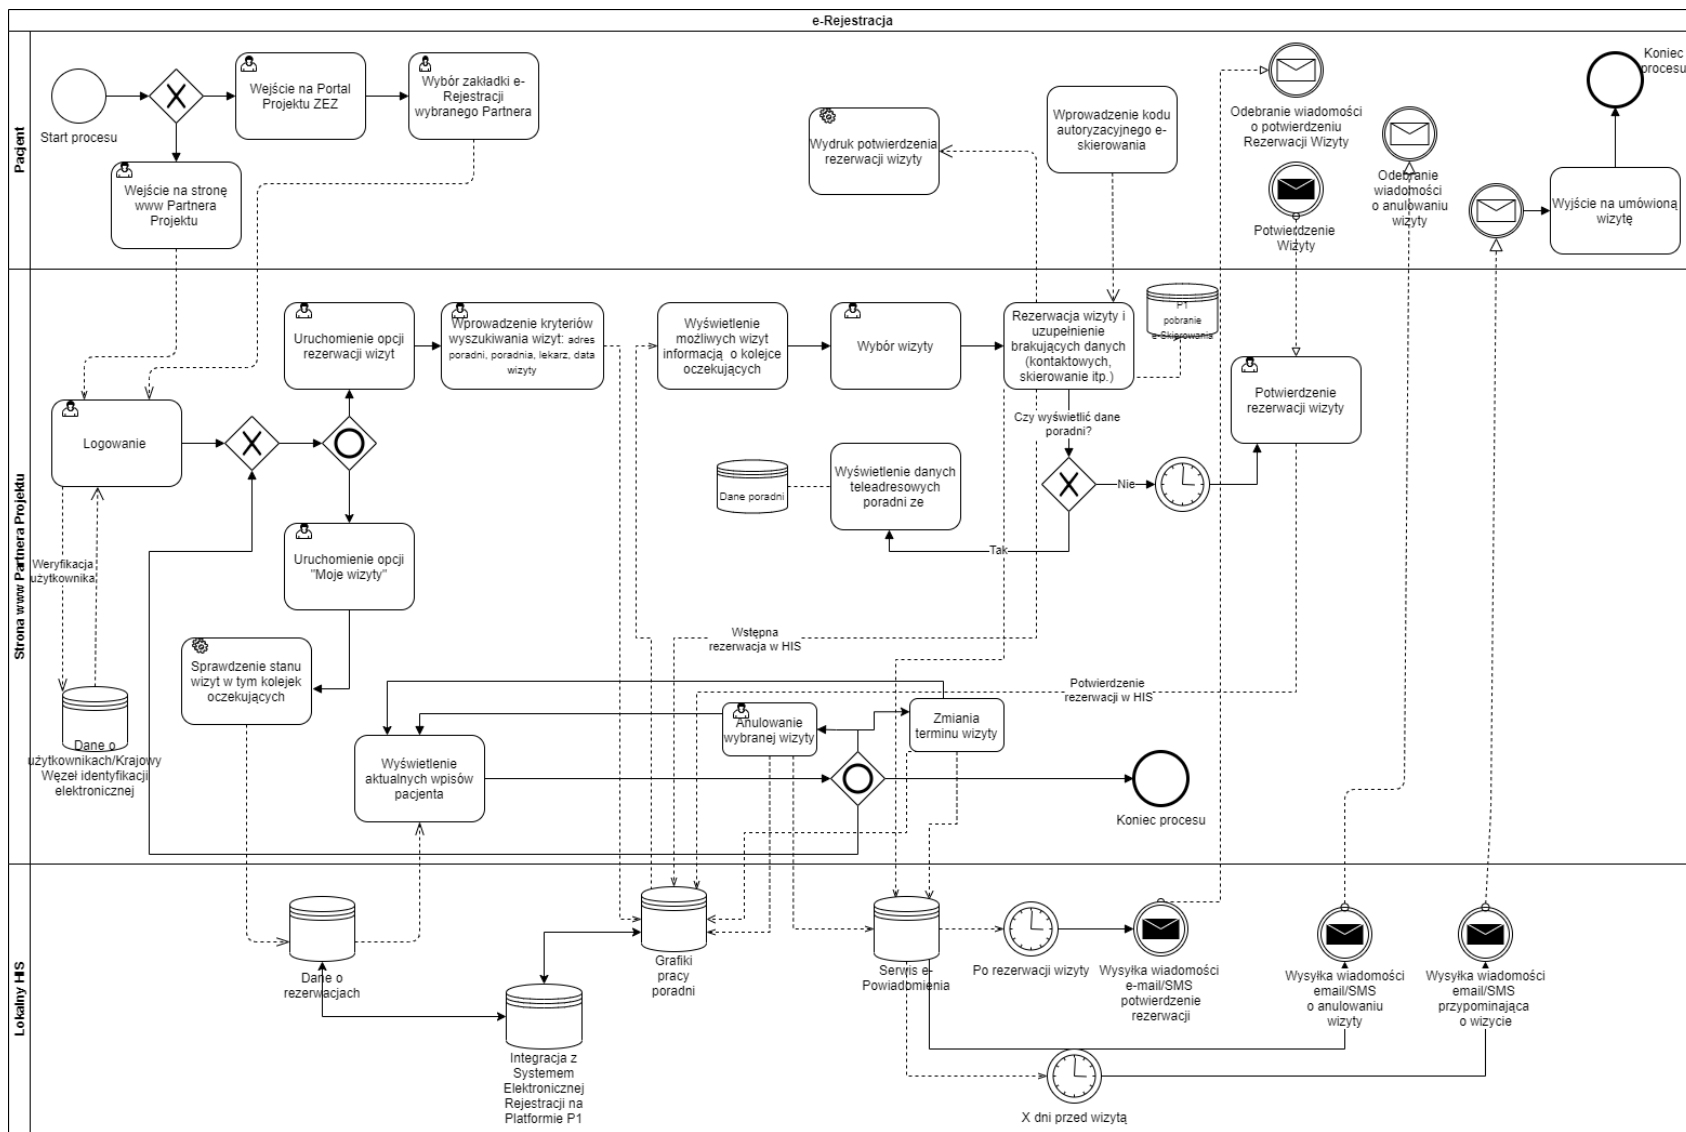 e-Rejestracja
Pacjent
Start procesu
Wejście na Portal
Projektu ZEZ
Wybór zakładki e-
Rejestracji
wybranego Partnera
Wejście na stronę
www Partnera
Projektu
Wydruk potwierdzenia
rezerwacji wizyty
Wprowadzenie kodu
autoryzacyjnego e-
skierowania
Odebranie wiadomości
o potwierdzeniu
Rezerwacji Wizyty
Potwierdzenie
Wizyty
Odebranie
wiadomości
o anulowaniu
wizyty
Wyjście na umówioną
wizytę
Koniec
procesu
Strona www Partnera Projektu
Logowanie
Uruchomienie opcji
rezerwacji wizyt
Wprowadzenie kryteriów
wyszukiwania wizyt: adres
poradni, poradnia, lekarz, data
wizyty
Wyświetlenie
możliwych wizyt
informacją o kolejce
oczekujących
Wybór wizyty
Rezerwacja wizyty i
uzupełnienie
brakujących danych
(kontaktowych,
skierowanie itp.)
P1
pobranie
e-Skierowania
Potwierdzenie
rezerwacji wizyty
Czy wyświetlić dane
poradni?
Nie
Tak
Dane poradni
Wyświetlenie danych
teleadresowych
poradni ze
Uruchomienie opcji
"Moje wizyty"
Weryfikacja
użytkownika
Sprawdzenie stanu
wizyt w tym kolejek
oczekujących
Dane o
użytkownikach/Krajowy
Węzeł identyfikacji
elektronicznej
Wstępna
rezerwacja w HIS
Potwierdzenie
rezerwacji w HIS
Wyświetlenie
aktualnych wpisów
pacjenta
Anulowanie
wybranej wizyty
Zmiania
terminu wizyty
Koniec procesu
Lokalny HIS
Dane o
rezerwacjach
Grafiki
pracy
poradni
Integracja z
Systemem
Elektronicznej
Rejestracji na
Platformie P1
Serwis e-
Powiadomienia
Po rezerwacji wizyty
Wysyłka wiadomości
e-mail/SMS
potwierdzenie
rezerwacji
Wysyłka wiadomości
email/SMS
o anulowaniu
wizyty
Wysyłka wiadomości
email/SMS
przypominająca
o wizycie
X dni przed wizytą